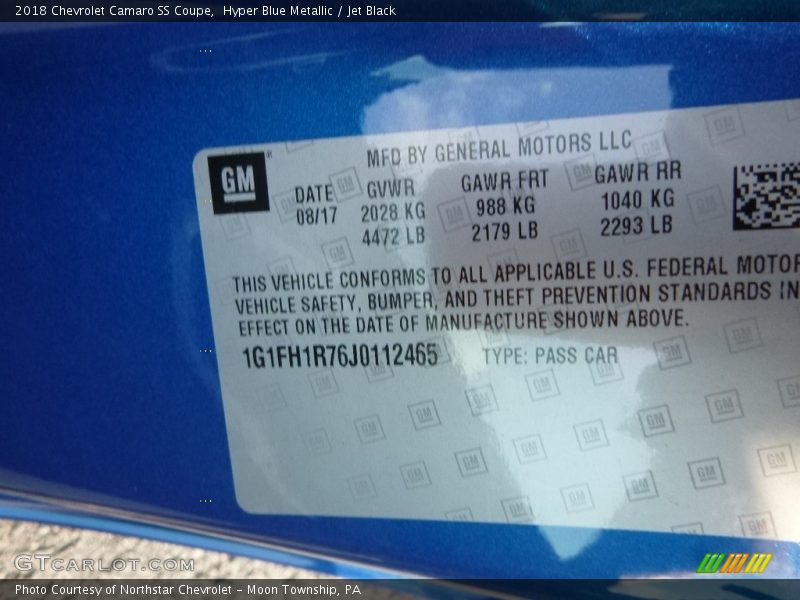 2018 Chevrolet Camaro SS Coupe, Hyper Blue Metallic / Jet Black
GM
MFD BY GENERAL MOTORS LLC
DATE GVWR GAWR FRT GAWR RR
08/17 2028 KG 988 KG 1040 KG
4472 LB 2179 LB 2293 LB
THIS VEHICLE CONFORMS TO ALL APPLICABLE U.S. FEDERAL MOTOR
VEHICLE SAFETY, BUMPER, AND THEFT PREVENTION STANDARDS IN
EFFECT ON THE DATE OF MANUFACTURE SHOWN ABOVE.
1G1FH1R76J0112465 TYPE: PASS CAR
GTCARLOT.COM
Photo Courtesy of Northstar Chevrolet - Moon Township, PA